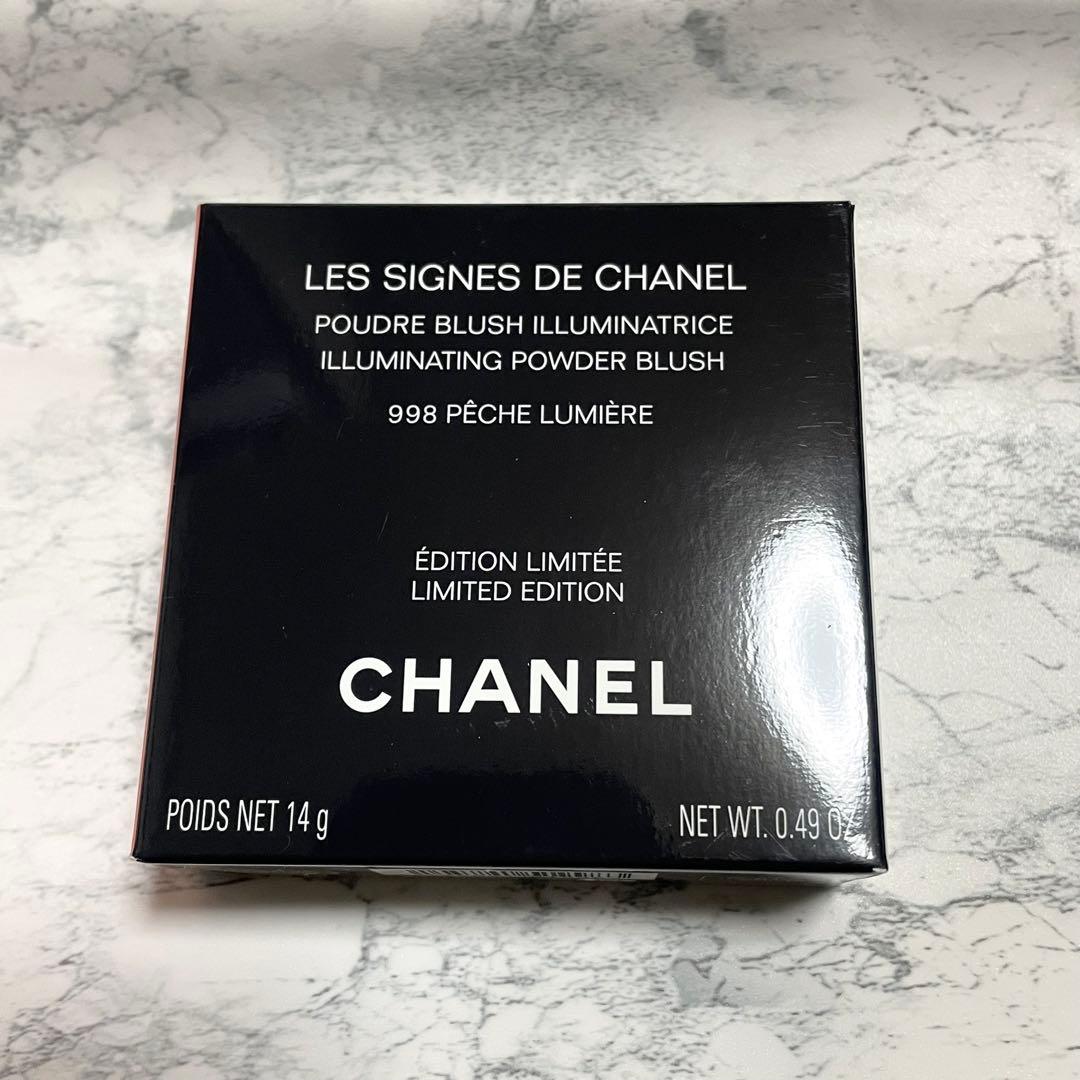 LES SIGNES DE CHANEL
POUDRE BLUSH ILLUMINATRICE
ILLUMINATING POWDER BLUSH
998 PÊCHE LUMIÈRE
ÉDITION LIMITÉE
LIMITED EDITION
CHANEL
POIDS NET 14 g
NET WT. 0.49 OZ.